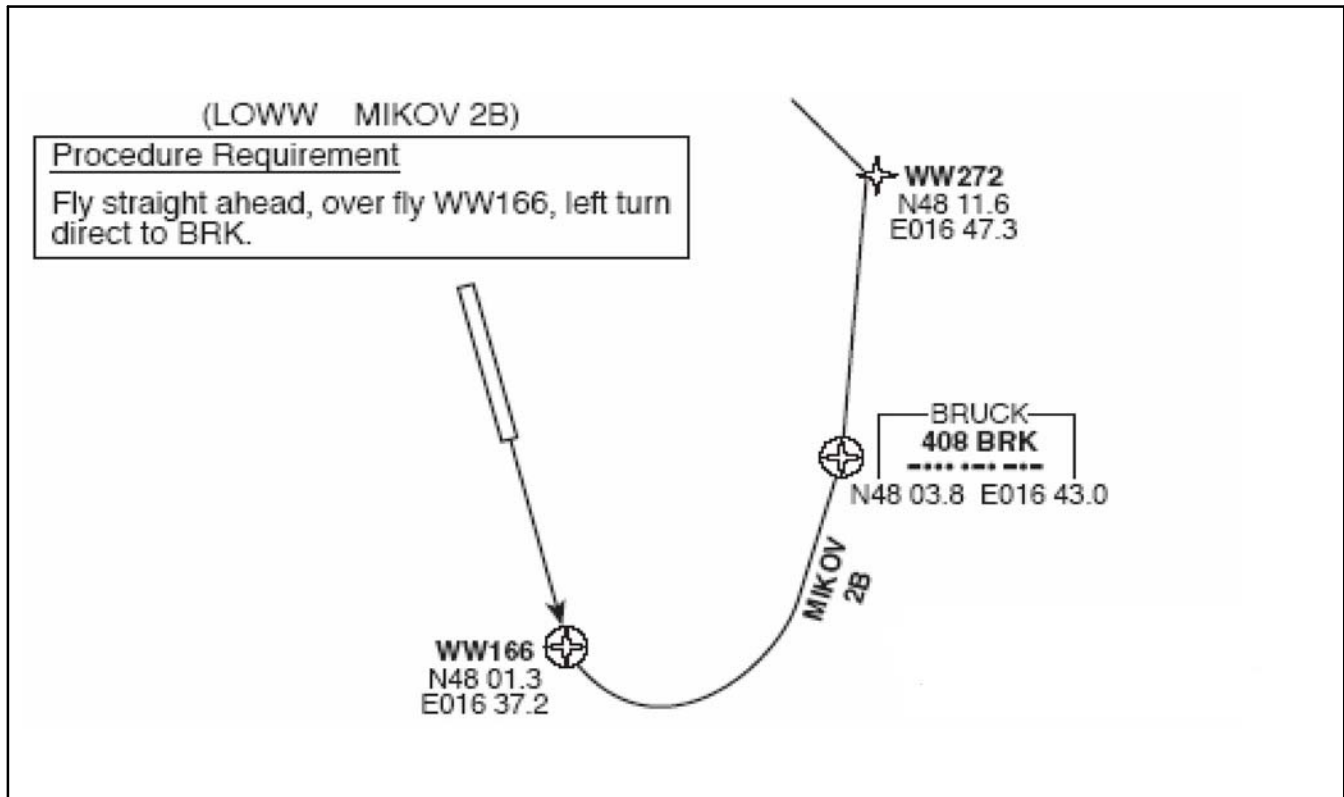 (LOWW MIKOV 2B)
Procedure Requirement
Fly straight ahead, over fly WW166, left turn
direct to BRK.
WW272
N48 11.6
E016 47.3
BRUCK
408 BRK
N48 03.8 E016 43.0
MIKOV
2B
WW166
N48 01.3
E016 37.2